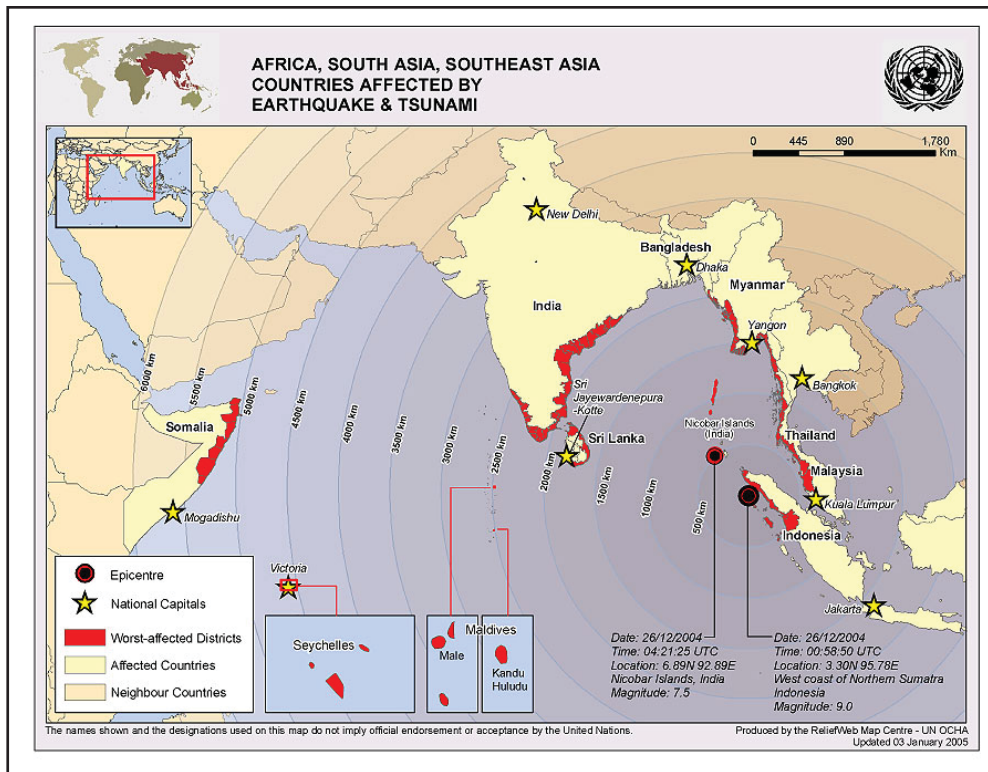 AFRICA, SOUTH ASIA, SOUTHEAST ASIA
COUNTRIES AFFECTED BY
EARTHQUAKE & TSUNAMI
0 445 890 1,780
Km
New Delhi
Bangladesh
Dhaka
Myanmar
India
Yangon
6000 km
5500 km
5000 km
4500 km
4000 km
3500 km
3000 km
2500 km
2000 km
1500 km
1000 km
500 km
Bangkok
Sri
Jayewardenepura
-Kotte
Somalia
Nicobar Islands
(India)
Sri Lanka
Thailand
Malaysia
Kuala Lumpur
Mogadishu
Indonesia
Epicentre
National Capitals
Worst-affected Districts
Affected Countries
Neighbour Countries
Victoria
Seychelles
Maldives
Male
Kandu
Huludu
Jakarta
Date: 26/12/2004
Time: 04:21:25 UTC
Location: 6.89N 92.89E
Nicobar Islands, India
Magnitude: 7.5
Date: 26/12/2004
Time: 00:58:50 UTC
Location: 3.30N 95.78E
West coast of Northern Sumatra
Indonesia
Magnitude: 9.0
The names shown and the designations used on this map do not imply official endorsement or acceptance by the United Nations.
Produced by the ReliefWeb Map Centre - UN OCHA
Updated 03 January 2005